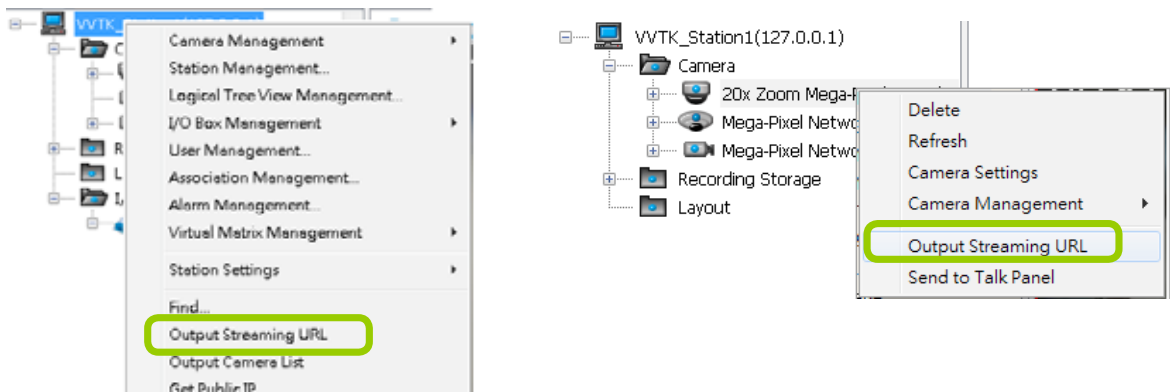 VVTK_
Camera Management
Station Management...
Logical Tree View Management...
I/O Box Management
User Management...
Association Management...
Alarm Management...
Virtual Matrix Management
Station Settings
Find...
Output Streaming URL
Output Camera List
Get Public IP
VVTK_Station1(127.0.0.1)
Camera
20x Zoom Mega-
Mega-Pixel Netwo
Mega-Pixel Netwo
Recording Storage
Layout
Delete
Refresh
Camera Settings
Camera Management
Output Streaming URL
Send to Talk Panel